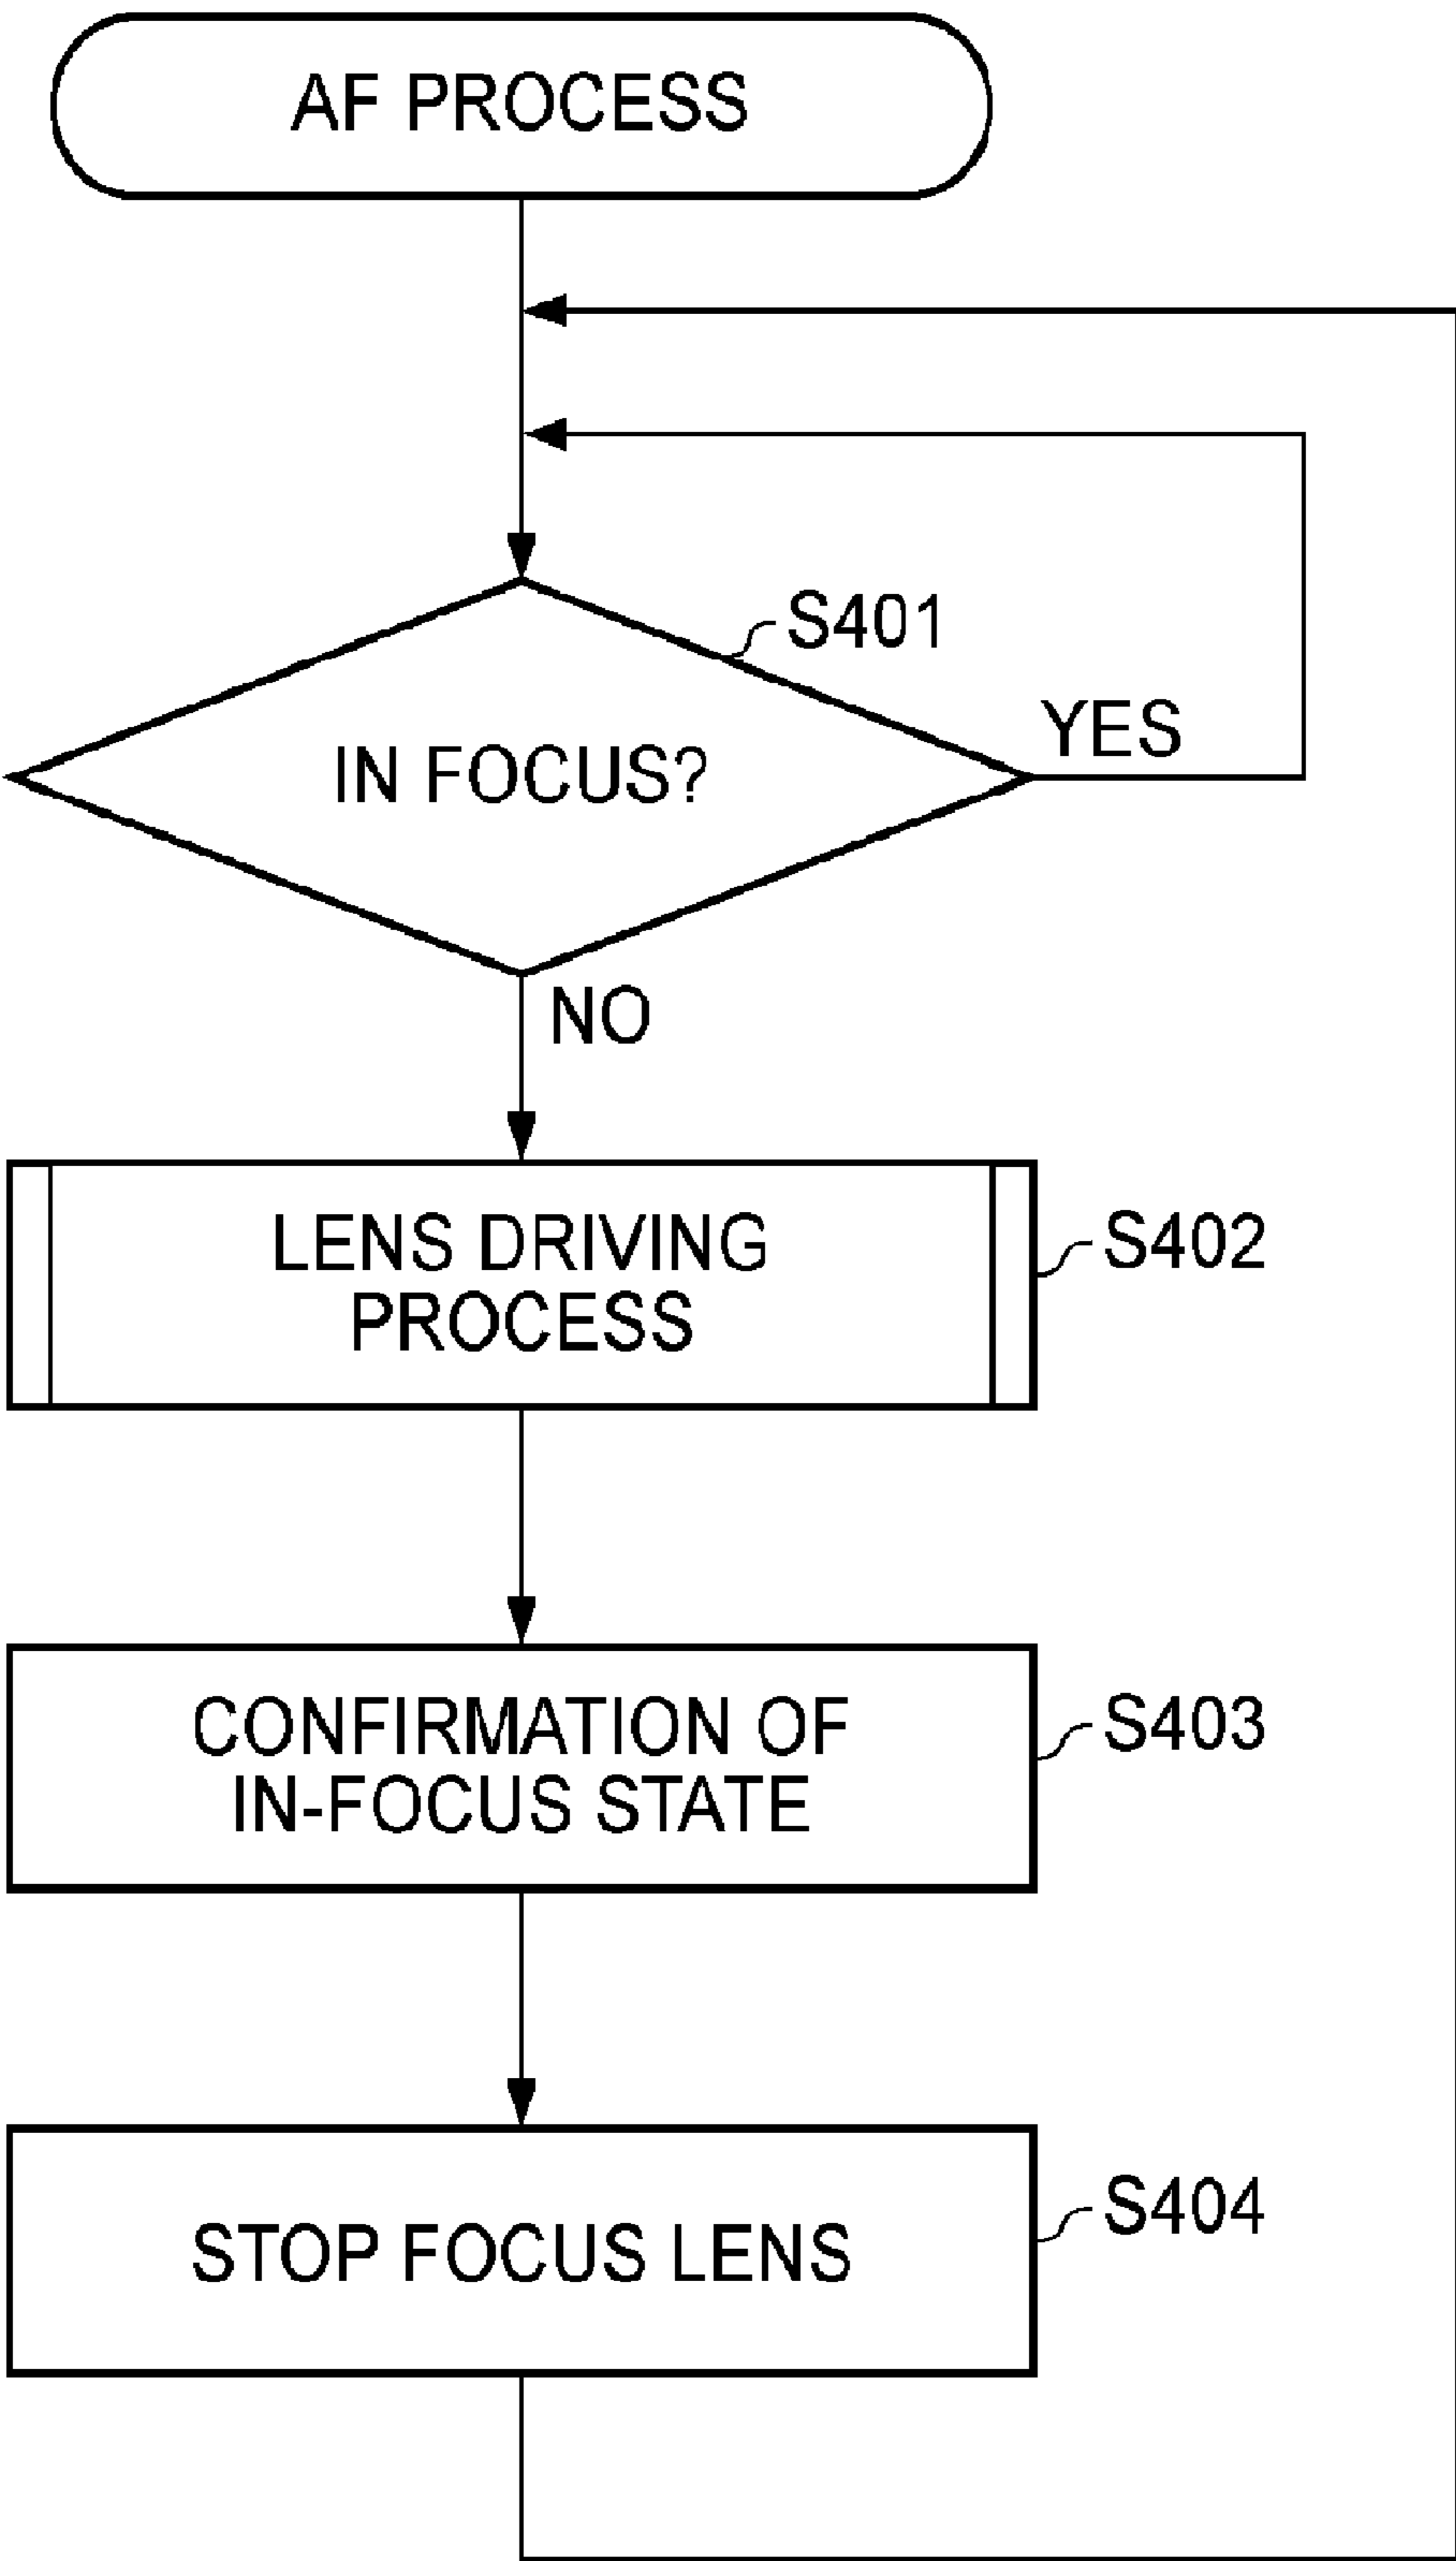 AF PROCESS
S401
YES
IN FOCUS?
NO
LENS DRIVING
PROCESS
S402
CONFIRMATION OF
IN-FOCUS STATE
S403
STOP FOCUS LENS
S404